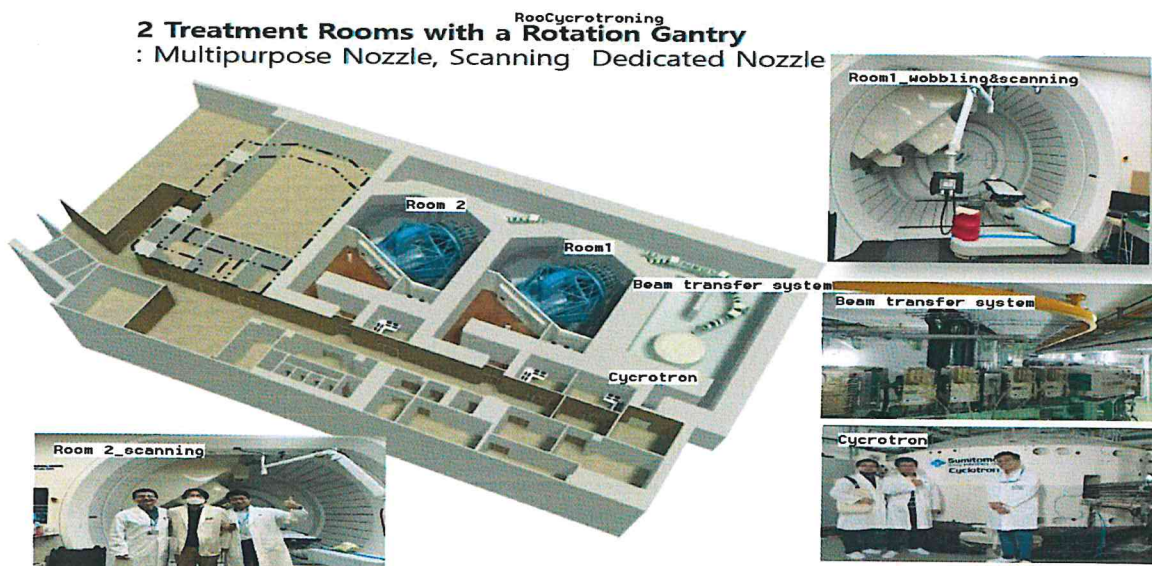 RooCycrotroning
2 Treatment Rooms with a Rotation Gantry
: Multipurpose Nozzle, Scanning Dedicated Nozzle
Room1_wobbling&scanning
Room 2
Room1
Beam transfer system
Beam transfer system
Cycrotron
Cycrotron
Sumitomo
Cyclotron
Room 2_scanning